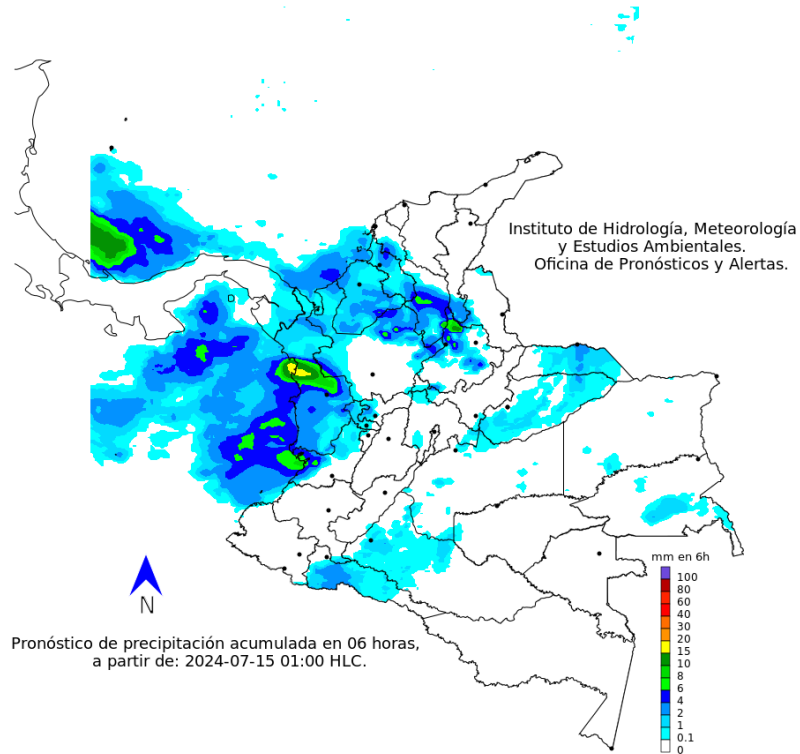 Instituto de Hidrología, Meteorología
y Estudios Ambientales.
Oficina de Pronósticos y Alertas.
N
Pronóstico de precipitación acumulada en 06 horas,
a partir de: 2024-07-15 01:00 HLC.
mm en 6h
100
80
60
40
30
20
15
10
8
6
4
2
1
0.1
0